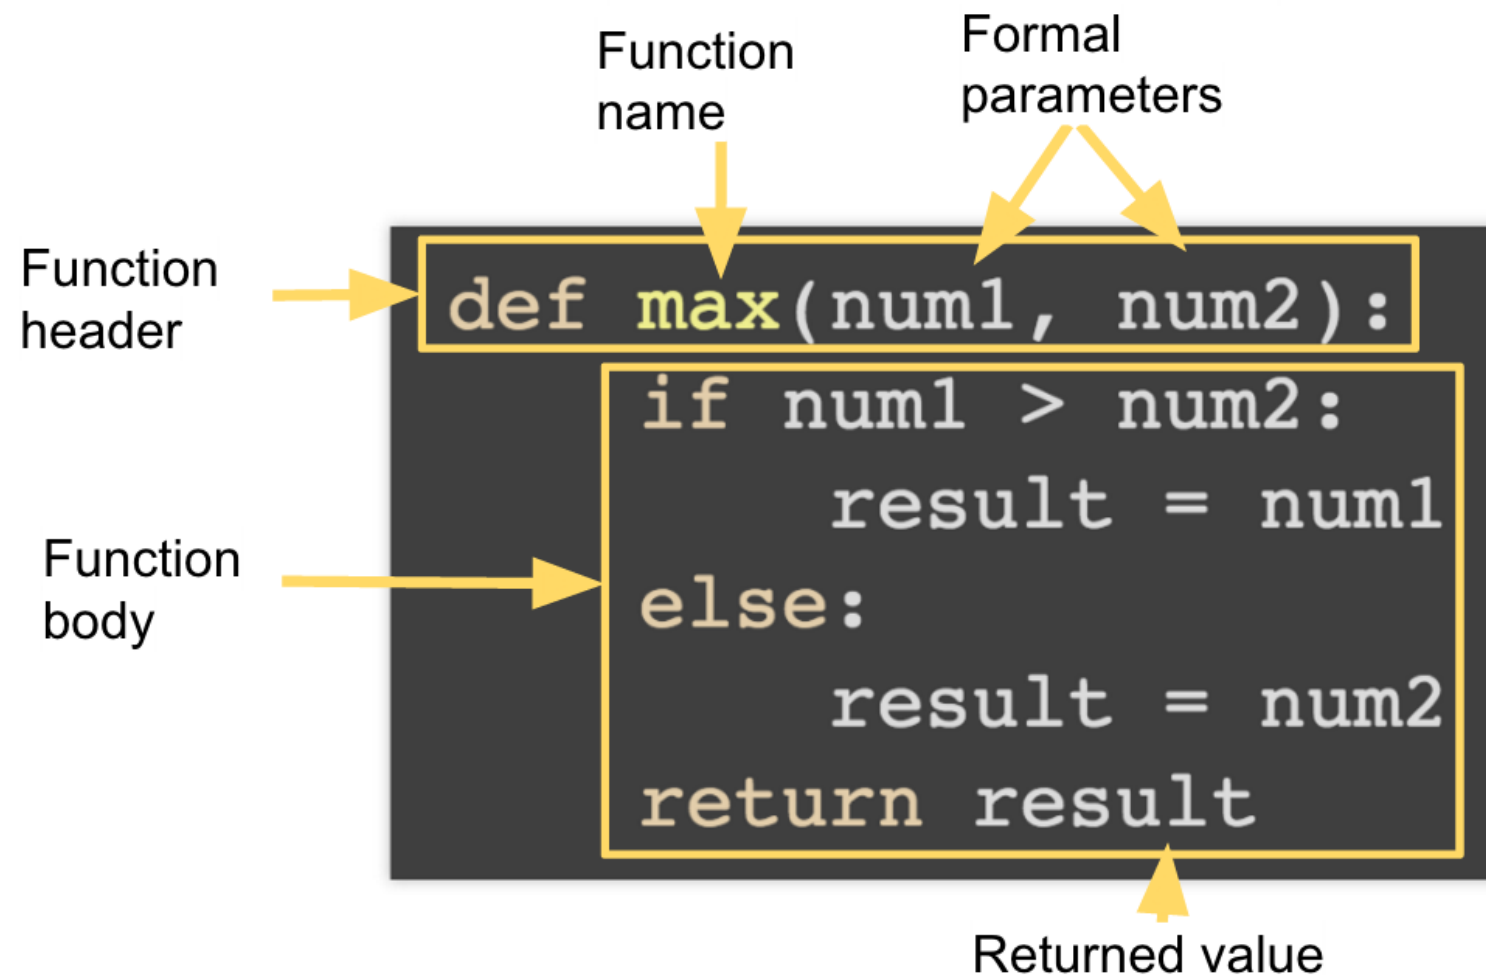 Function
name
Formal
parameters
Function
header
def max(num1, num2):
if num1 > num2:
result = num1
else:
result = num2
return result
Function
body
Returned value